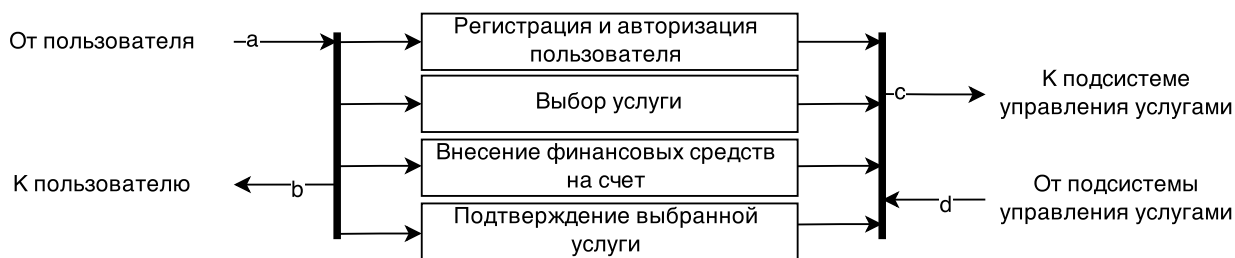 От пользователя
a
К пользователю
b
Регистрация и авторизация
пользователя
Выбор услуги
Внесение финансовых средств
на счет
Подтверждение выбранной
услуги
c
К подсистеме
управления услугами
d
От подсистемы
управления услугами